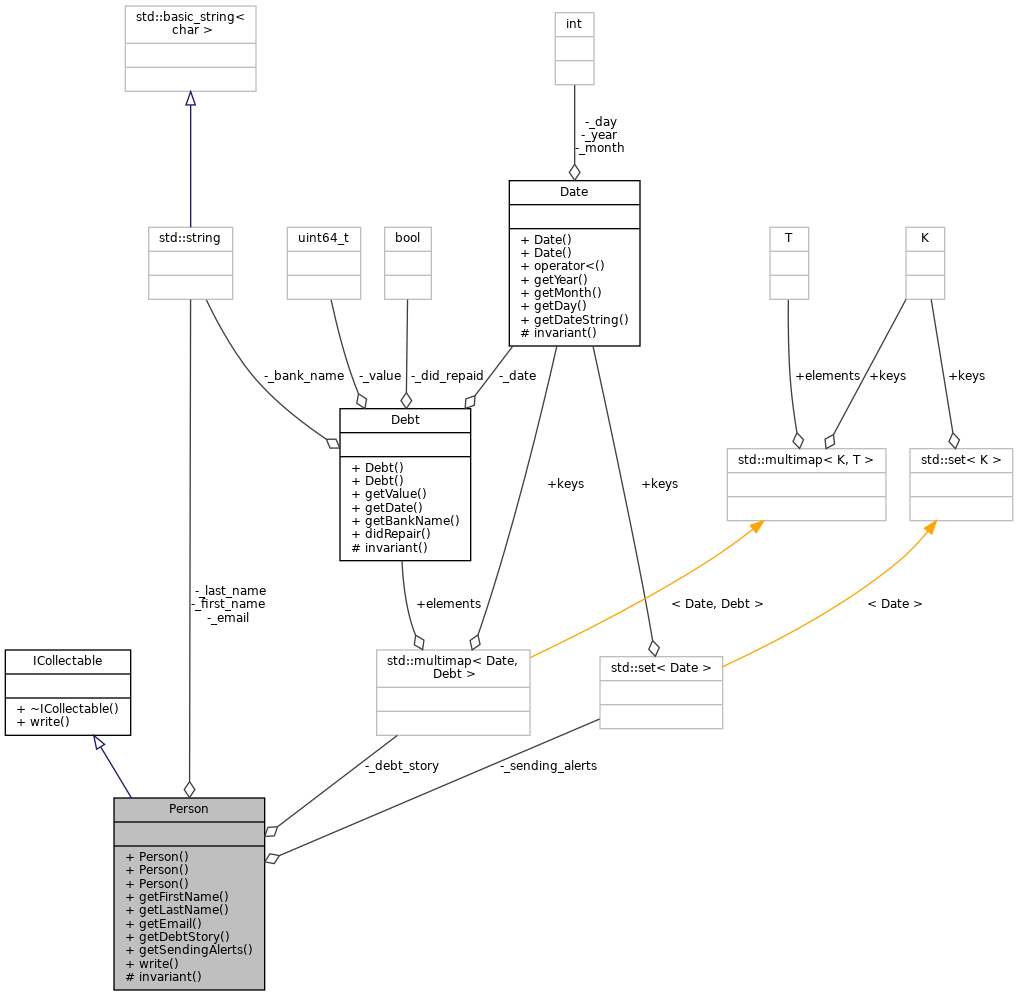 std::basic_string<
char >
int
-_day
-_year
-_month
Date
+ Date()
+ Date()
+ operator<()
+ getYear()
+ getMonth()
+ getDay()
+ getDateString()
# invariant()
std::string
uint64_t
bool
T
K
-_bank_name
-_value
-_did_repaid
-_date
+elements
+keys
+keys
Debt
+ Debt()
+ Debt()
+ getValue()
+ getDate()
+ getBankName()
+ didRepair()
# invariant()
std::multimap< K, T >
std::set< K >
+keys
+keys
-_last_name
-_first_name
-_email
+elements
< Date, Debt >
< Date >
ICollectable
+ ~ICollectable()
+ write()
std::multimap< Date,
Debt >
std::set< Date >
-_debt_story
-_sending_alerts
Person
+ Person()
+ Person()
+ Person()
+ getFirstName()
+ getLastName()
+ getEmail()
+ getDebtStory()
+ getSendingAlerts()
+ write()
# invariant()